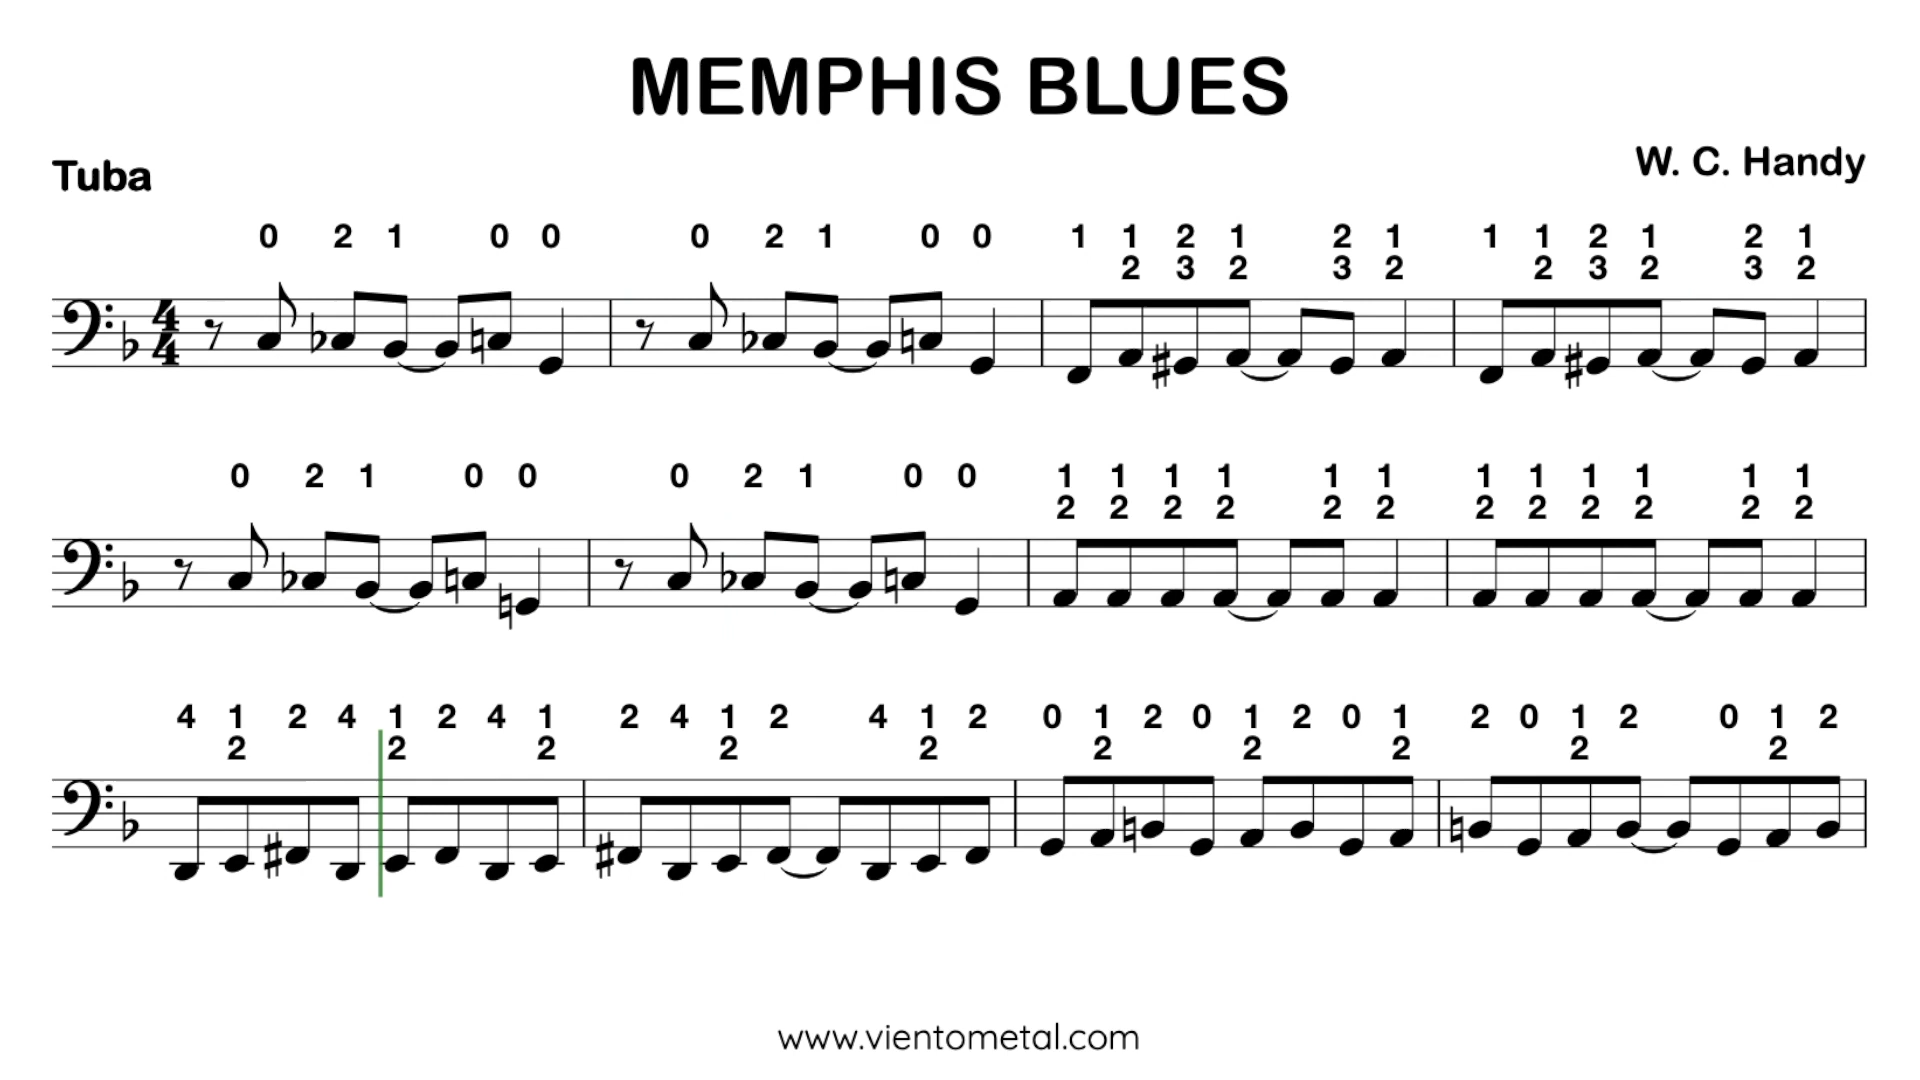 MEMPHIS BLUES
Tuba
W. C. Handy
0 2 1 0 0 0 2 1 0 0 1 1 2 1 2 1 1 1 2 1 2 1
2 3 2 3 2 2 3 2 3 2
4
4
0 2 1 0 0 0 2 1 0 0 1 1 1 1 1 1 1 1 1 1 1 1
2 2 2 2 2 2 2 2 2 2 2 2
4 1 2 4 1 2 4 1 2 4 1 2 4 1 2 0 1 2 0 1 2 0 1 2 0 1 2 0 1 2
2 2 2 2 2 2 2 2 2 2
www.vientometal.com